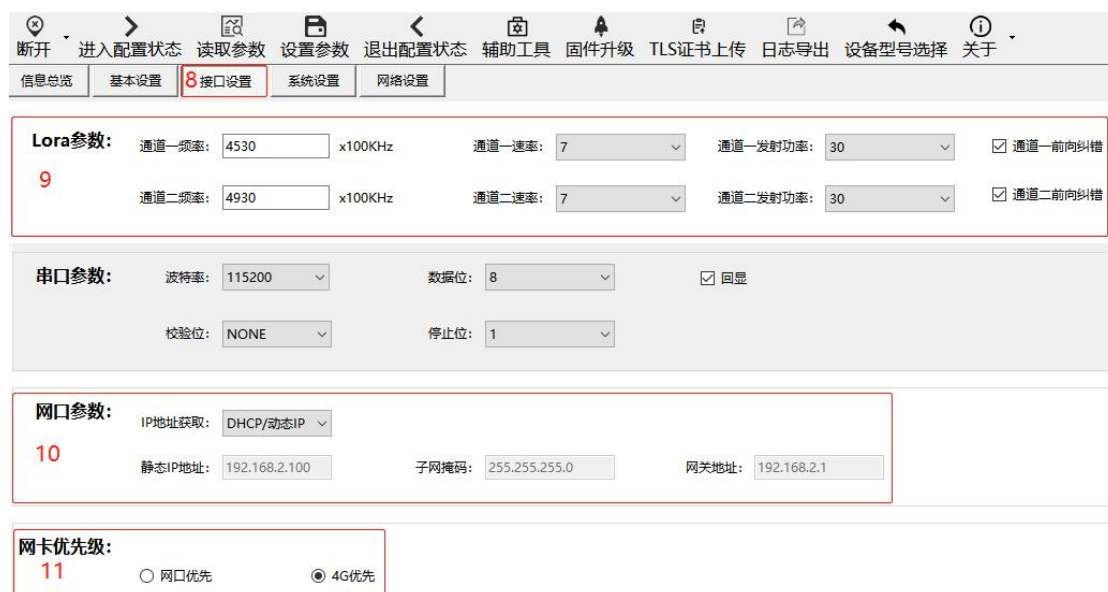 断开 进入配置状态 读取参数 设置参数 退出配置状态 辅助工具 固件升级 TLS证书上传 日志导出 设备型号选择 关于
信息总览 基本设置 8 接口设置 系统设置 网络设置
Lora参数: 通道一频率: 4530 x100KHz 通道一速率: 7 通道一发射功率: 30 通道一前向纠错
9
通道二频率: 4930 x100KHz 通道二速率: 7 通道二发射功率: 30 通道二前向纠错
串口参数: 波特率: 115200 数据位: 8 回显
校验位: NONE 停止位: 1
网口参数: IP地址获取: DHCP/动态IP
10
静态IP地址: 192.168.2.100 子网掩码: 255.255.255.0 网关地址: 192.168.2.1
网卡优先级:
11 网口优先 4G优先